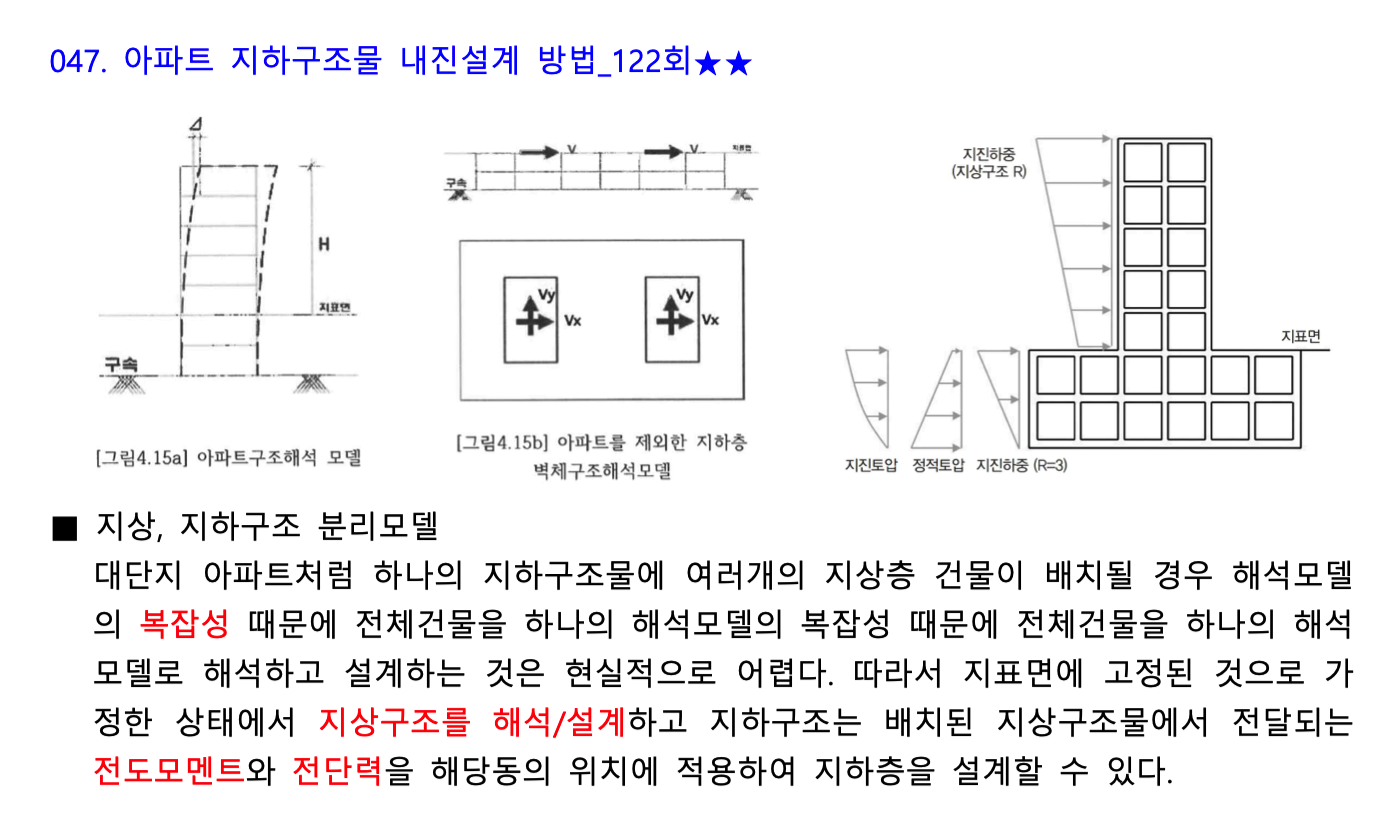 047. 아파트 지하구조물 내진설계 방법_122회★★
Δ
H
지표면
구속
[그림4.15a] 아파트구조해석 모델
V
V
지표면
구속
Vy
Vx
Vy
Vx
[그림4.15b] 아파트를 제외한 지하층
벽체구조해석모델
지진하중
(지상구조 R)
지표면
지진토압 정적토압 지진하중 (R=3)
■ 지상, 지하구조 분리모델
대단지 아파트처럼 하나의 지하구조물에 여러개의 지상층 건물이 배치될 경우 해석모델
의 복잡성 때문에 전체건물을 하나의 해석모델의 복잡성 때문에 전체건물을 하나의 해석
모델로 해석하고 설계하는 것은 현실적으로 어렵다. 따라서 지표면에 고정된 것으로 가
정한 상태에서 지상구조를 해석/설계하고 지하구조는 배치된 지상구조물에서 전달되는
전도모멘트와 전단력을 해당동의 위치에 적용하여 지하층을 설계할 수 있다.